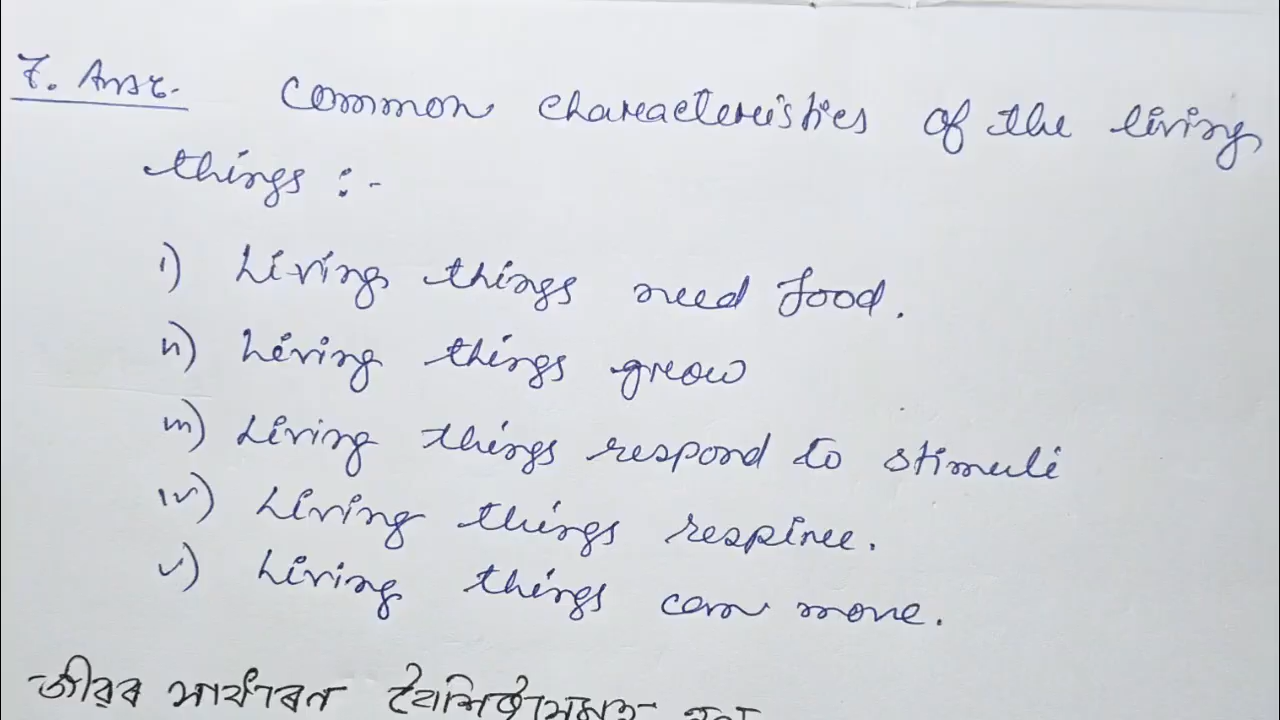 7. Ansr. Common characteristics of the living
things :-
i) Living things need food.
ii) Living things grow
iii) Living things respond to stimuli
iv) Living things respire.
v) Living things can move.
জীৱৰ সাধাৰণ বৈশিষ্ট্যসমূহ